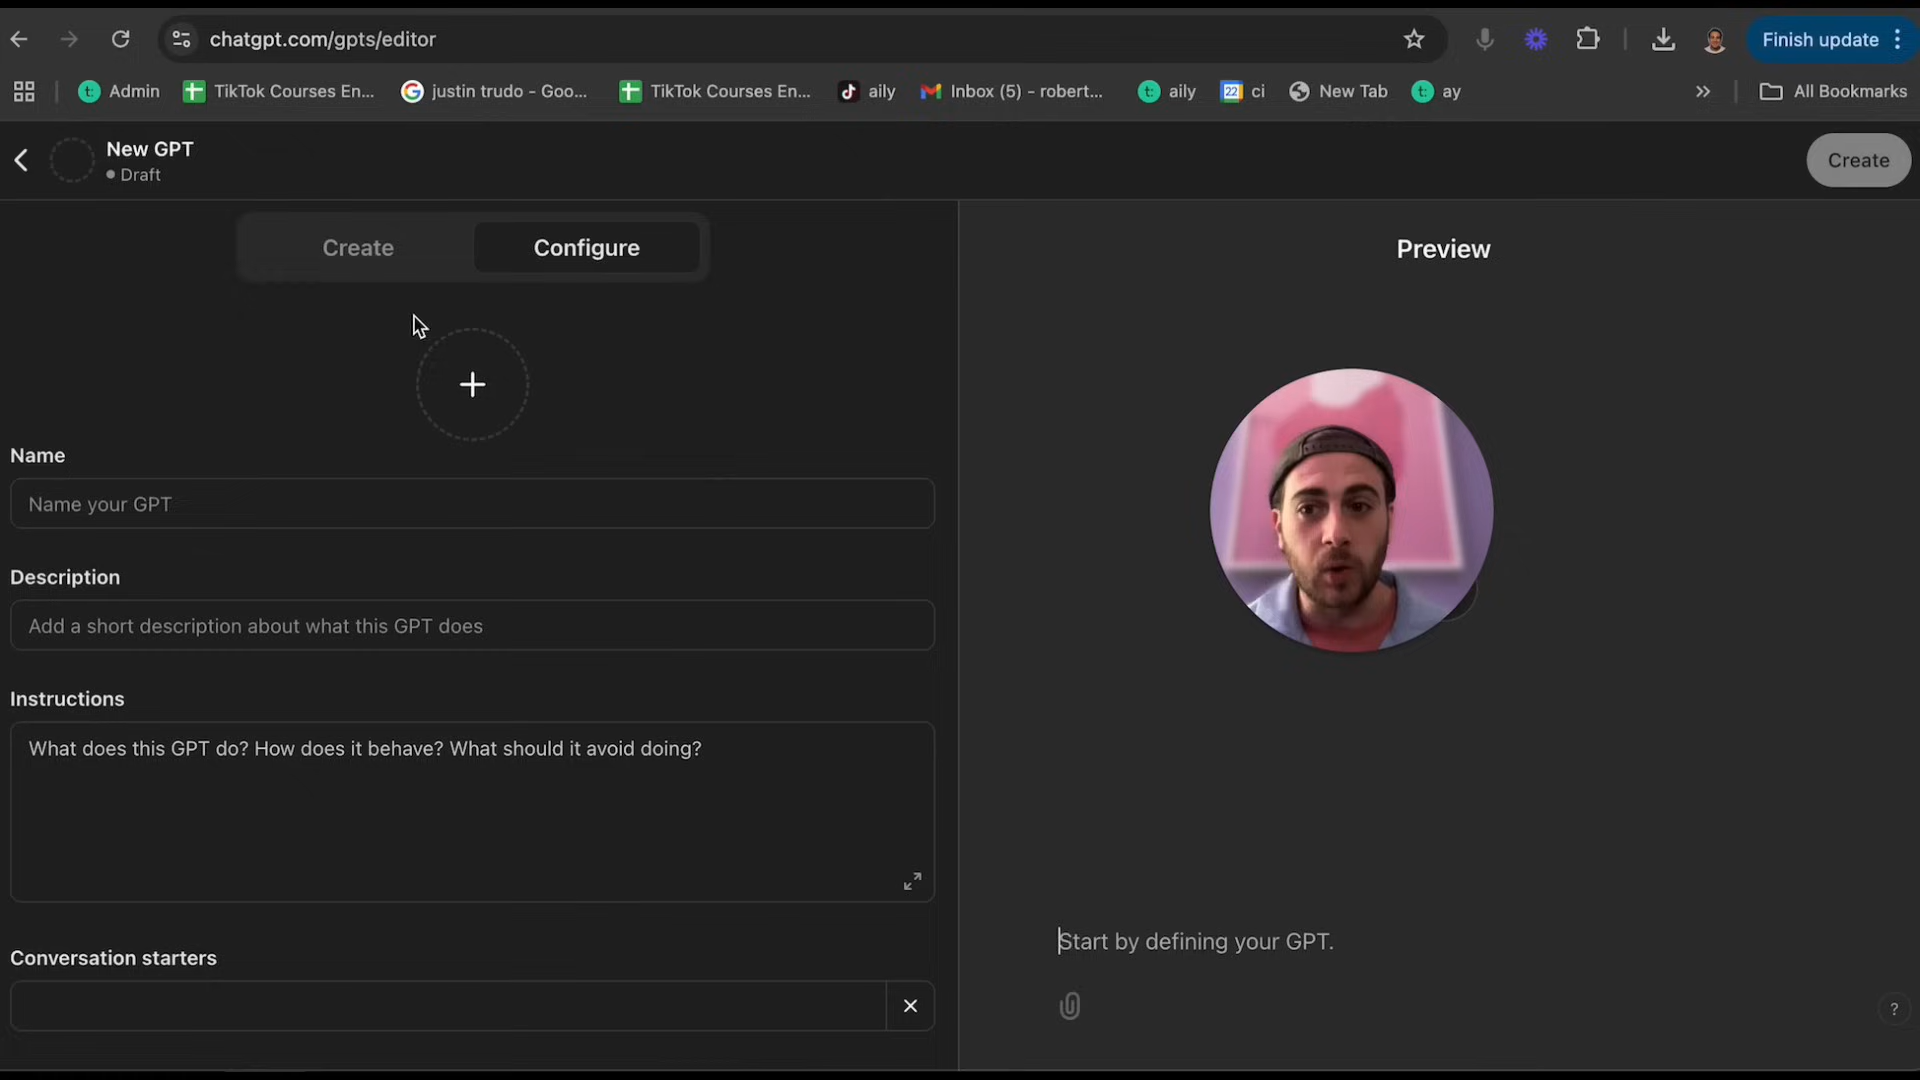 chatgpt.com/gpts/editor
Finish update
Admin
TikTok Courses En...
justin trudo - Goo...
TikTok Courses En...
aily
Inbox (5) - robert...
aily
22
ci
New Tab
ay
All Bookmarks
New GPT
Draft
Create
Create
Configure
Preview
Name
Name your GPT
Description
Add a short description about what this GPT does
Instructions
What does this GPT do? How does it behave? What should it avoid doing?
Conversation starters
Start by defining your GPT.
?